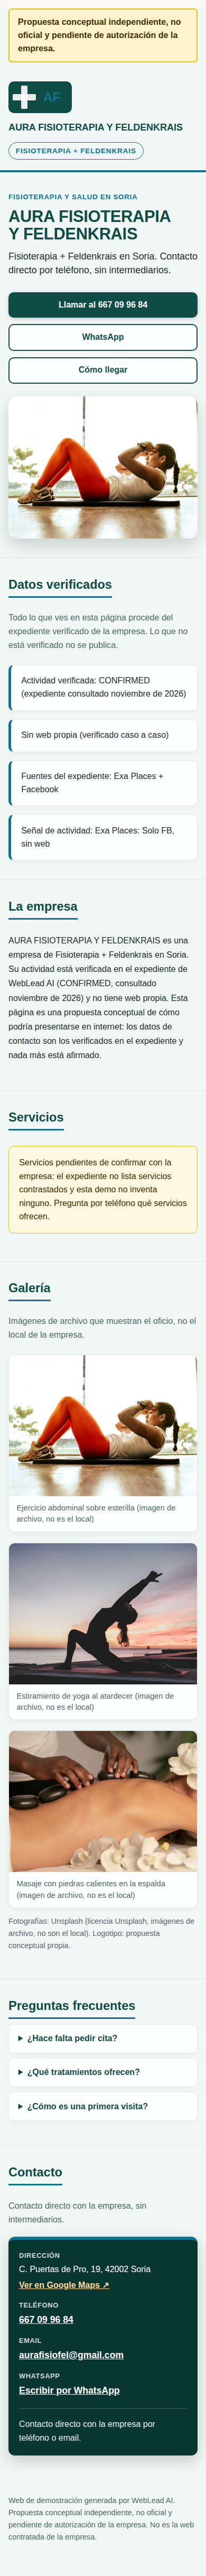 Propuesta conceptual independiente, no
oficial y pendiente de autorización de la
empresa.
AF
AURA FISIOTERAPIA Y FELDENKRAIS
FISIOTERAPIA + FELDENKRAIS
FISIOTERAPIA Y SALUD EN SORIA
AURA FISIOTERAPIA
Y FELDENKRAIS
Fisioterapia + Feldenkrais en Soria. Contacto
directo por teléfono, sin intermediarios.
Llamar al 667 09 96 84
WhatsApp
Cómo llegar
Datos verificados
Todo lo que ves en esta página procede del
expediente verificado de la empresa. Lo que no
está verificado no se publica.
Actividad verificada: CONFIRMED
(expediente consultado noviembre de 2026)
Sin web propia (verificado caso a caso)
Fuentes del expediente: Exa Places +
Facebook
Señal de actividad: Exa Places: Solo FB,
sin web
La empresa
AURA FISIOTERAPIA Y FELDENKRAIS es una
empresa de Fisioterapia + Feldenkrais en Soria.
Su actividad está verificada en el expediente de
WebLead AI (CONFIRMED, consultado
noviembre de 2026) y no tiene web propia. Esta
página es una propuesta conceptual de cómo
podría presentarse en internet: los datos de
contacto son los verificados en el expediente y
nada más está afirmado.
Servicios
Servicios pendientes de confirmar con la
empresa: el expediente no lista servicios
contrastados y esta demo no inventa
ninguno. Pregunta por teléfono qué servicios
ofrecen.
Galería
Imágenes de archivo que muestran el oficio, no el
local de la empresa.
Ejercicio abdominal sobre esterilla (imagen de
archivo, no es el local)
Estiramiento de yoga al atardecer (imagen de
archivo, no es el local)
Masaje con piedras calientes en la espalda
(imagen de archivo, no es el local)
Fotografías: Unsplash (licencia Unsplash, imágenes de
archivo, no son el local). Logotipo: propuesta
conceptual propia.
Preguntas frecuentes
▶ ¿Hace falta pedir cita?
▶ ¿Qué tratamientos ofrecen?
▶ ¿Cómo es una primera visita?
Contacto
Contacto directo con la empresa, sin
intermediarios.
DIRECCIÓN
C. Puertas de Pro, 19, 42002 Soria
Ver en Google Maps ↗
TELÉFONO
667 09 96 84
EMAIL
aurafisiofel@gmail.com
WHATSAPP
Escribir por WhatsApp
Contacto directo con la empresa por
teléfono o email.
Web de demostración generada por WebLead AI.
Propuesta conceptual independiente, no oficial y
pendiente de autorización de la empresa. No es la web
contratada de la empresa.